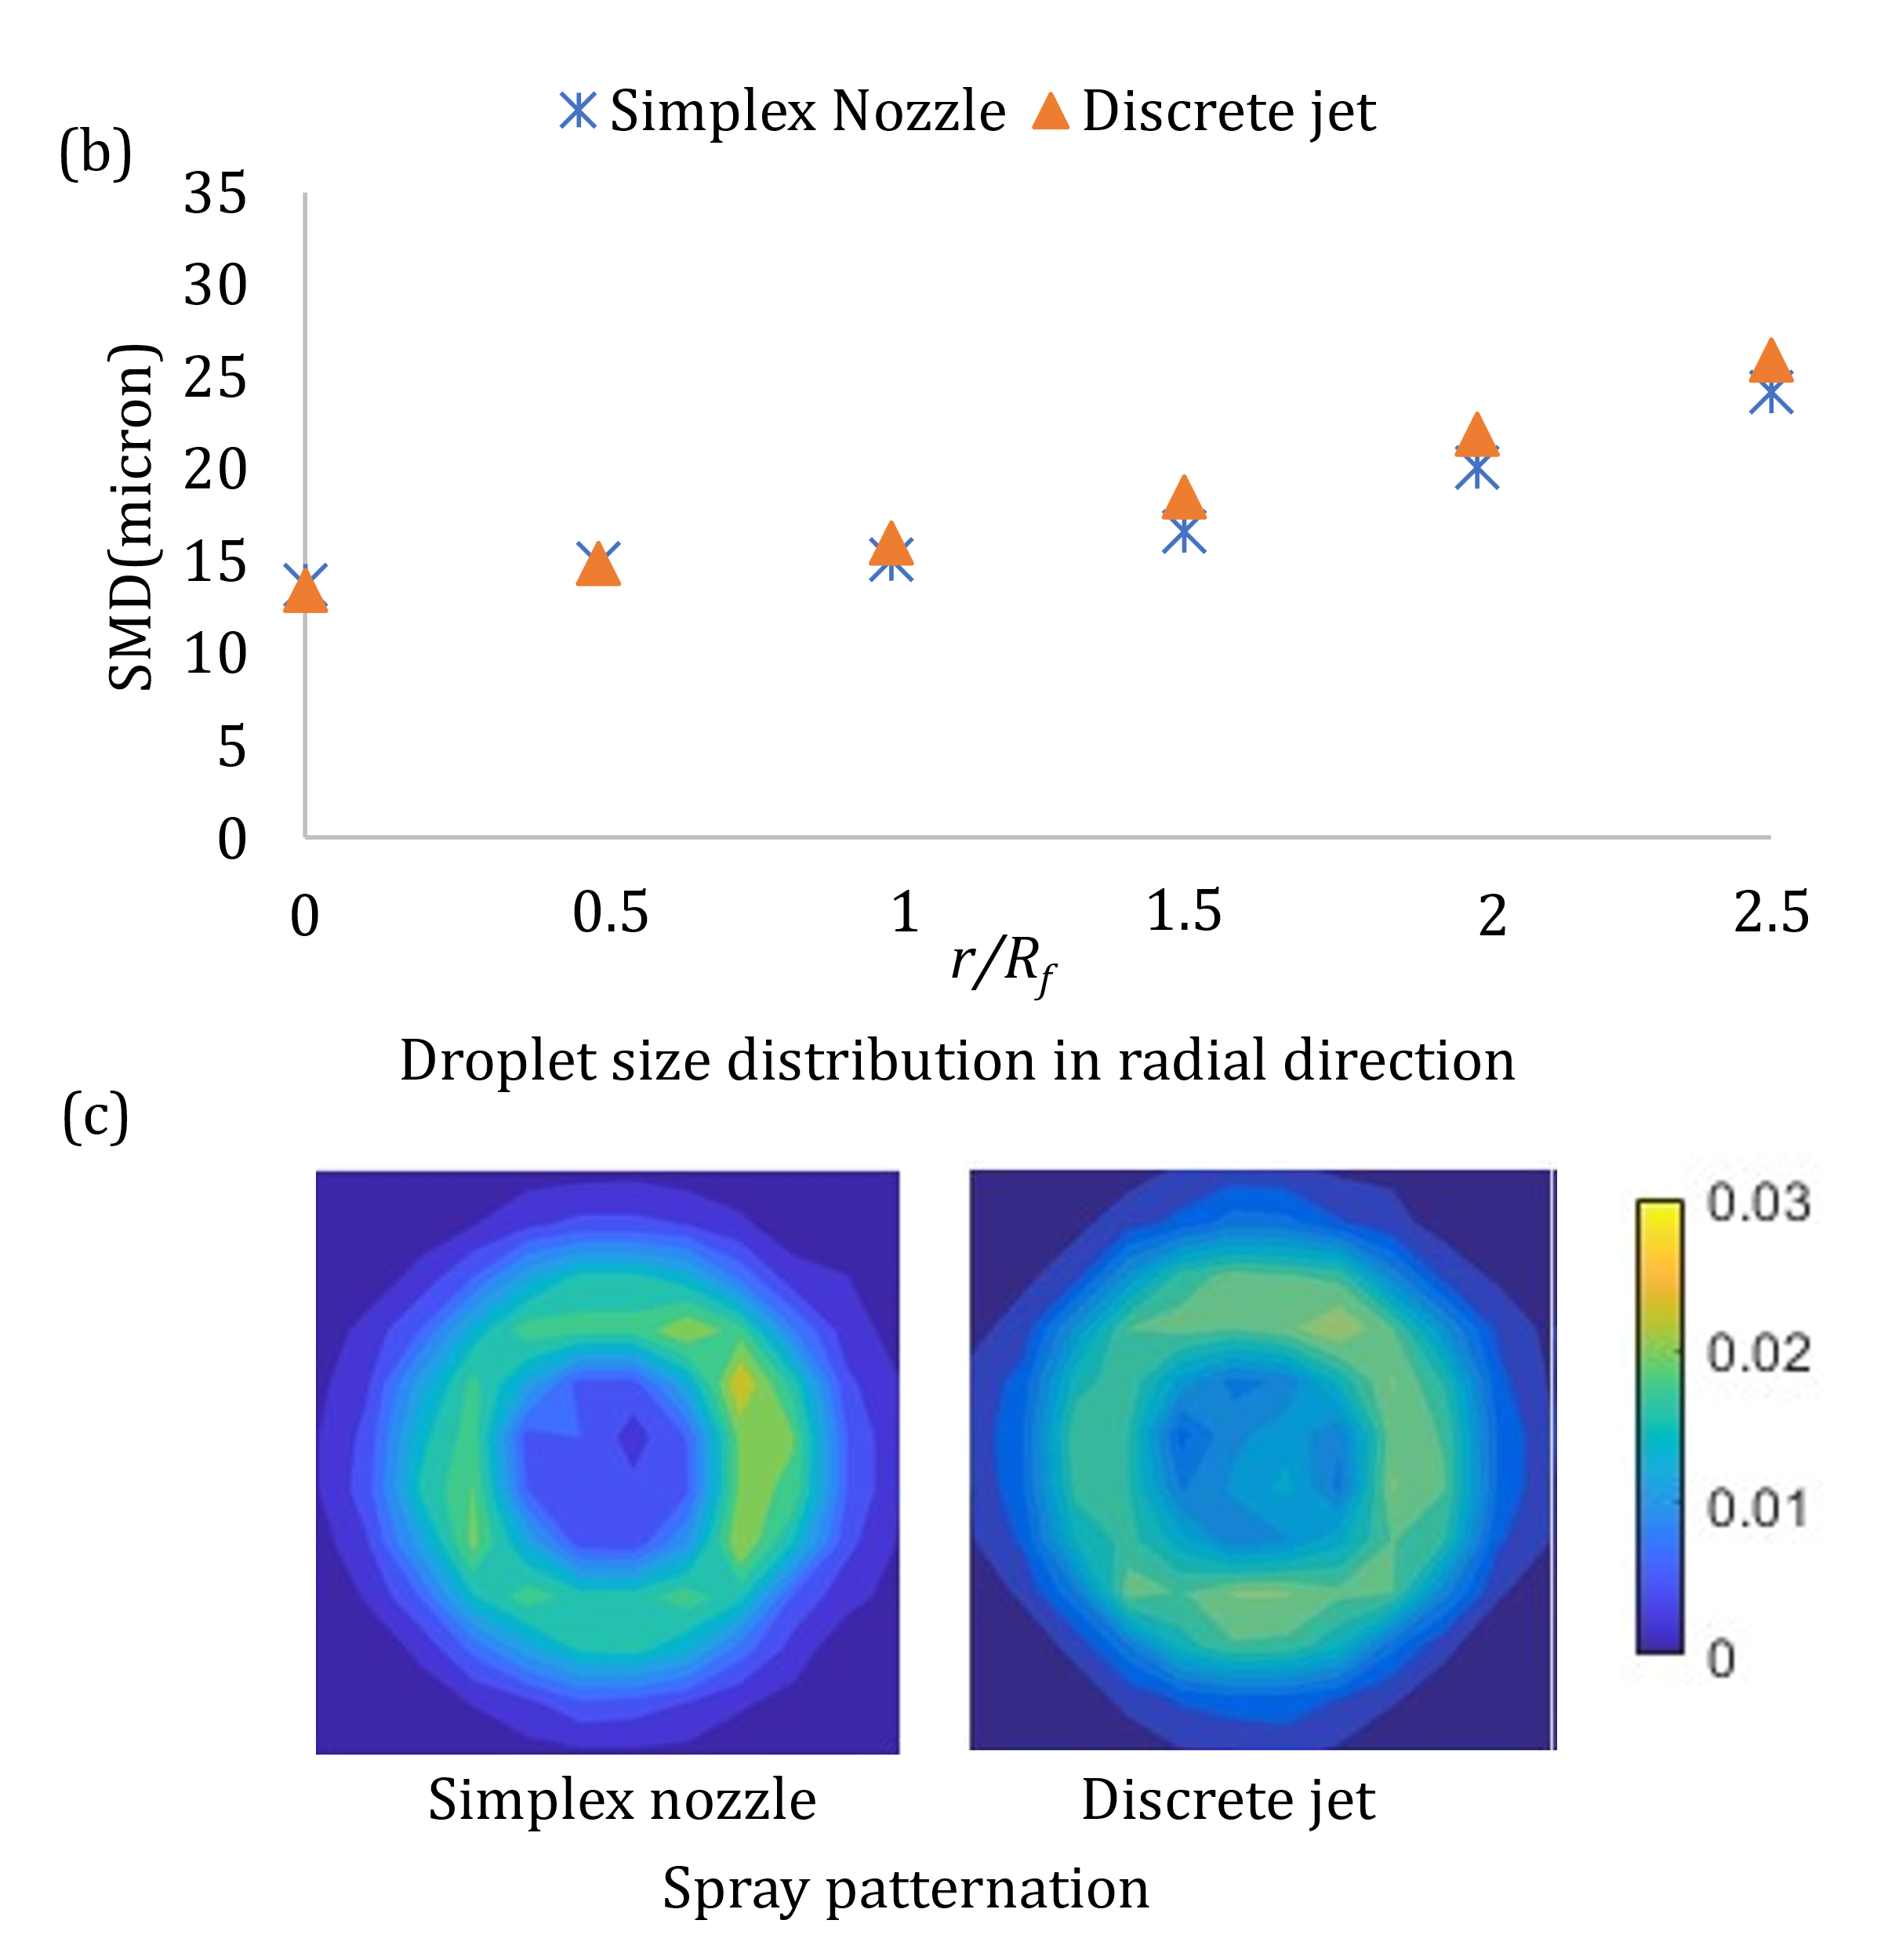 Simplex Nozzle Discrete jet
(b)
35
30
25
20
15
10
5
0
SMD(micron)
0 0.5 1 1.5 2 2.5
r/Rf
Droplet size distribution in radial direction
(c)
0.03
0.02
0.01
0
Simplex nozzle Discrete jet
Spray patternation